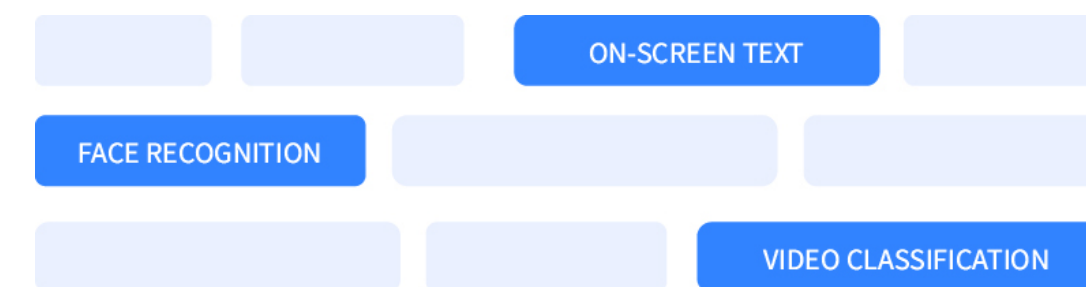 ON-SCREEN TEXT
FACE RECOGNITION
VIDEO CLASSIFICATION